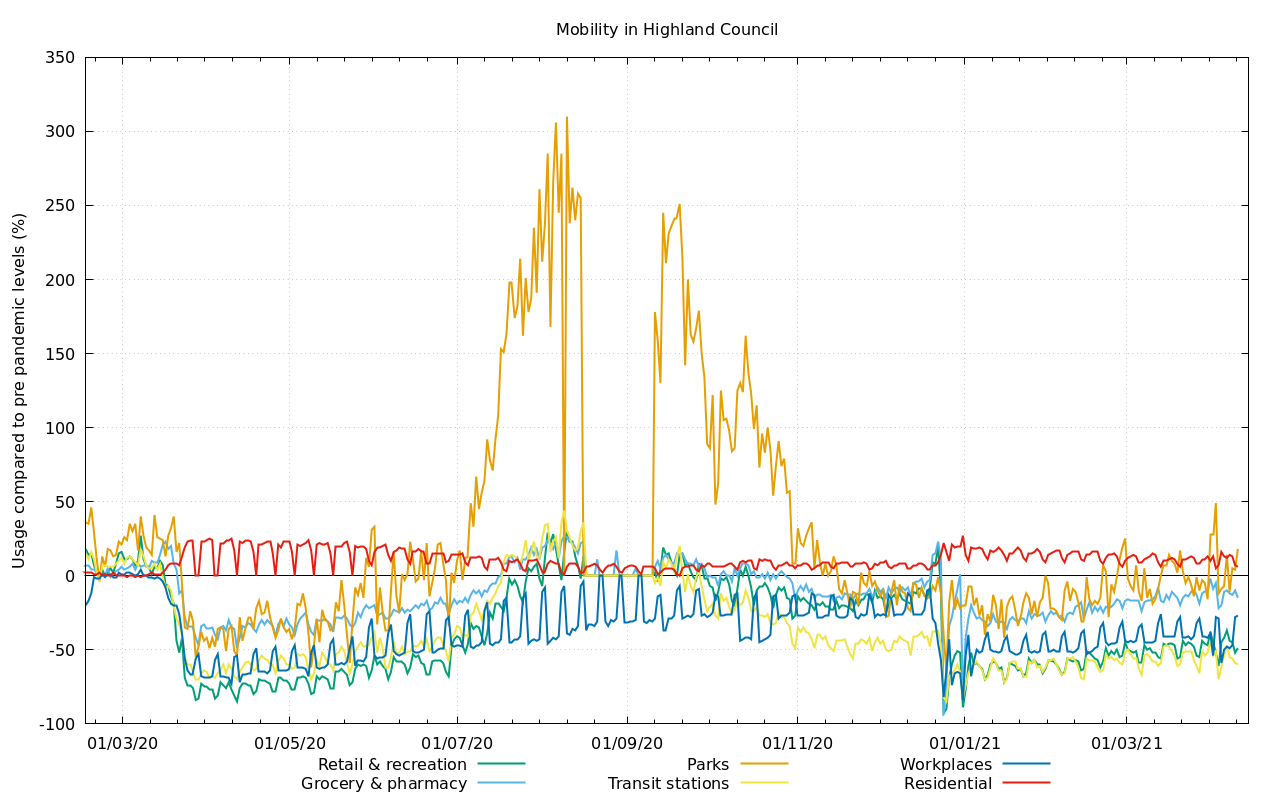 Mobility in Highland Council
Usage compared to pre pandemic levels (%)
350
300
250
200
150
100
50
0
-50
-100
01/03/20 01/05/20 01/07/20 01/09/20 01/11/20 01/01/21 01/03/21
Retail & recreation Parks Workplaces
Grocery & pharmacy Transit stations Residential